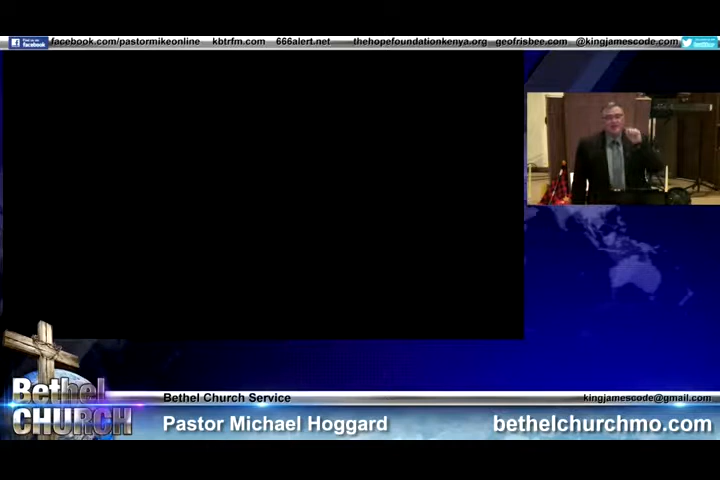 facebook.com/pastormikeonline kbtrfm.com 666alert.net thehopefoundationkenya.org geofrisbee.com @kingjamescode.com
facebook
Bethel
CHURCH
Bethel Church Service
kingjamescode@gmail.com
Pastor Michael Hoggard
bethelchurchmo.com